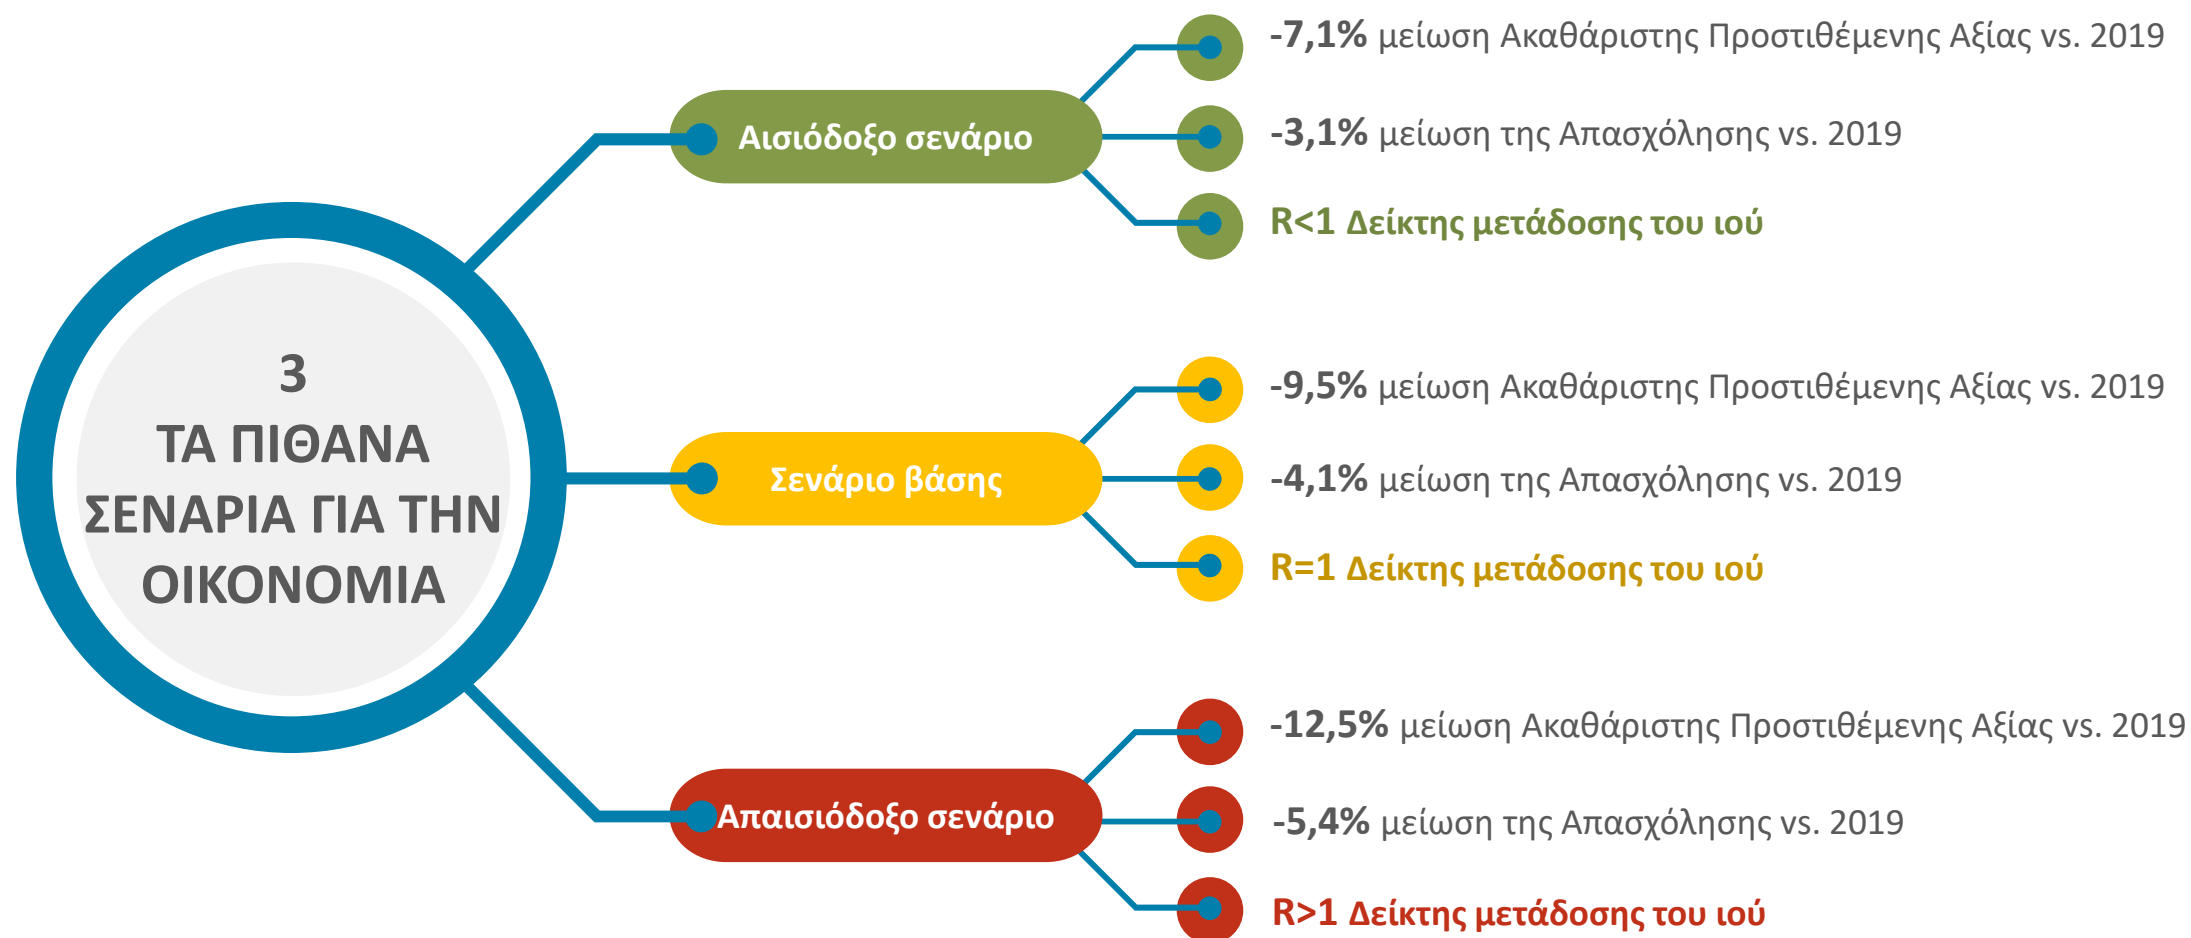 3
ΤΑ ΠΙΘΑΝΑ
ΣΕΝΑΡΙΑ ΓΙΑ ΤΗΝ
ΟΙΚΟΝΟΜΙΑ
Αισιόδοξο σενάριο
-7,1% μείωση Ακαθάριστης Προστιθέμενης Αξίας vs. 2019
-3,1% μείωση της Απασχόλησης vs. 2019
R<1 Δείκτης μετάδοσης του ιού
Σενάριο βάσης
-9,5% μείωση Ακαθάριστης Προστιθέμενης Αξίας vs. 2019
-4,1% μείωση της Απασχόλησης vs. 2019
R=1 Δείκτης μετάδοσης του ιού
Απαισιόδοξο σενάριο
-12,5% μείωση Ακαθάριστης Προστιθέμενης Αξίας vs. 2019
-5,4% μείωση της Απασχόλησης vs. 2019
R>1 Δείκτης μετάδοσης του ιού